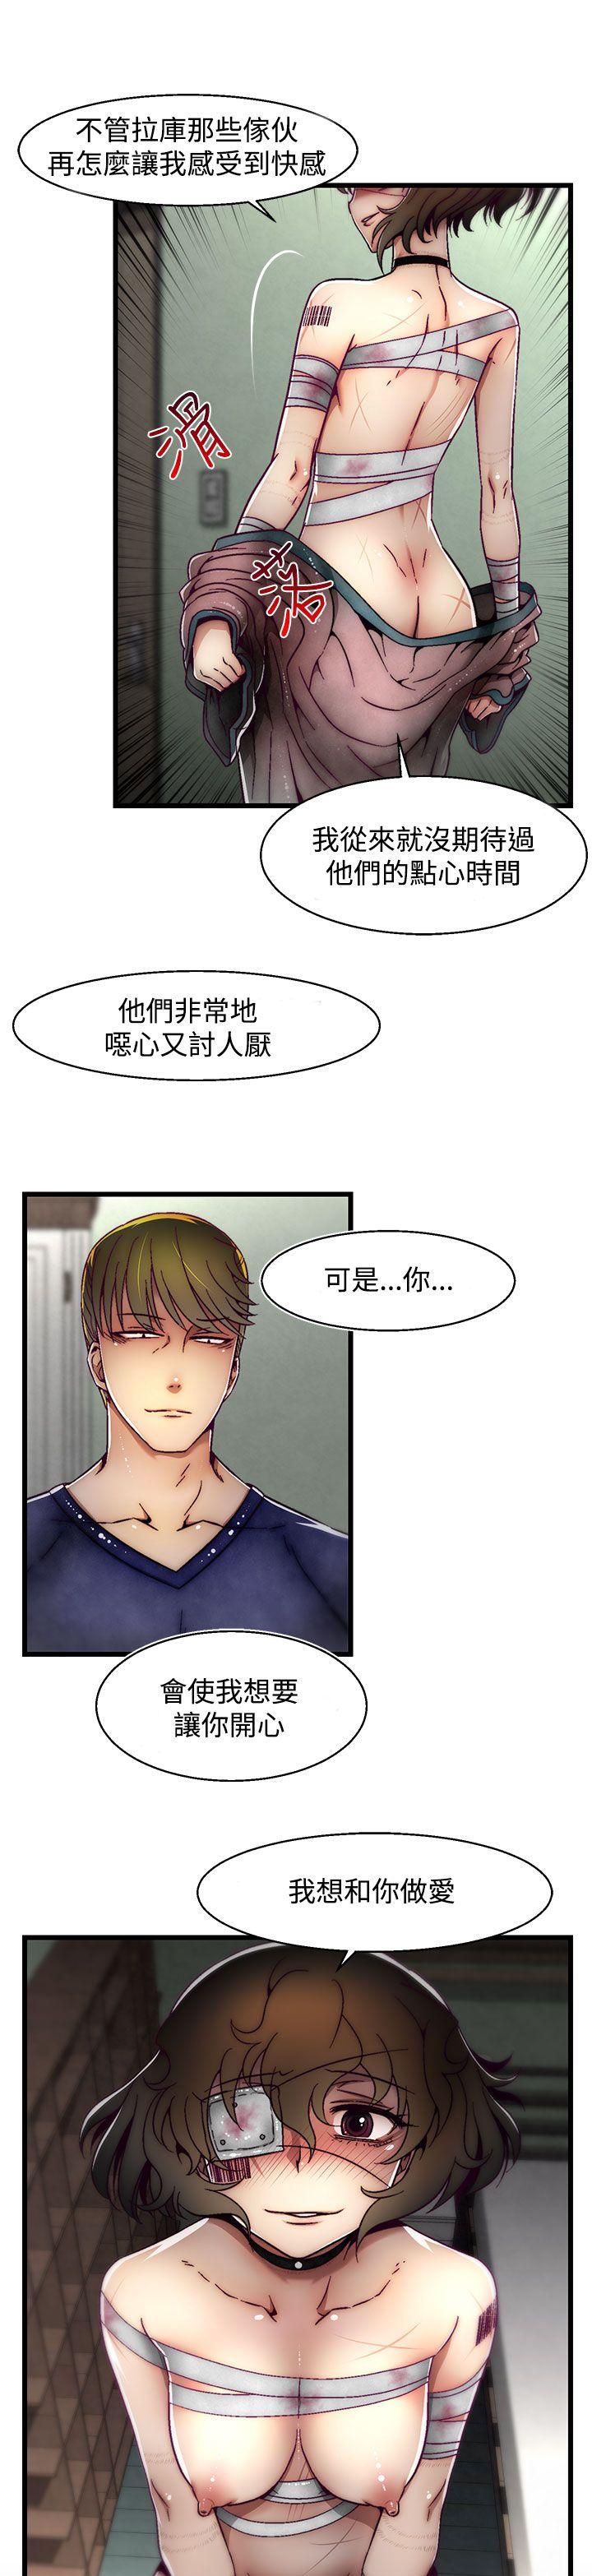 不管拉庫那些傢伙
再怎麼讓我感受到快感
滑
落
我從來就沒期待過
他們的點心時間
他們非常地
噁心又討人厭
可是...你...
會使我想要
讓你開心
我想和你做愛